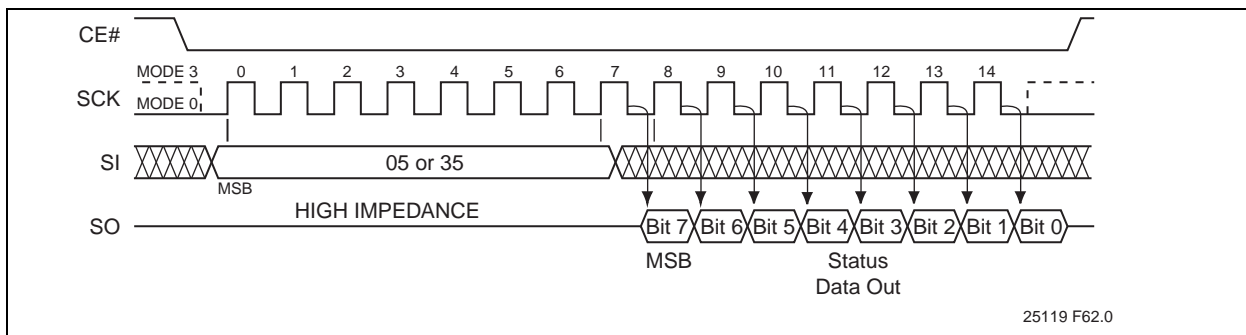 CE#
MODE 3 0 1 2 3 4 5 6 7 8 9 10 11 12 13 14
SCK MODE 0
SI 05 or 35
MSB
HIGH IMPEDANCE
SO Bit 7 Bit 6 Bit 5 Bit 4 Bit 3 Bit 2 Bit 1 Bit 0
MSB Status
Data Out
25119 F62.0